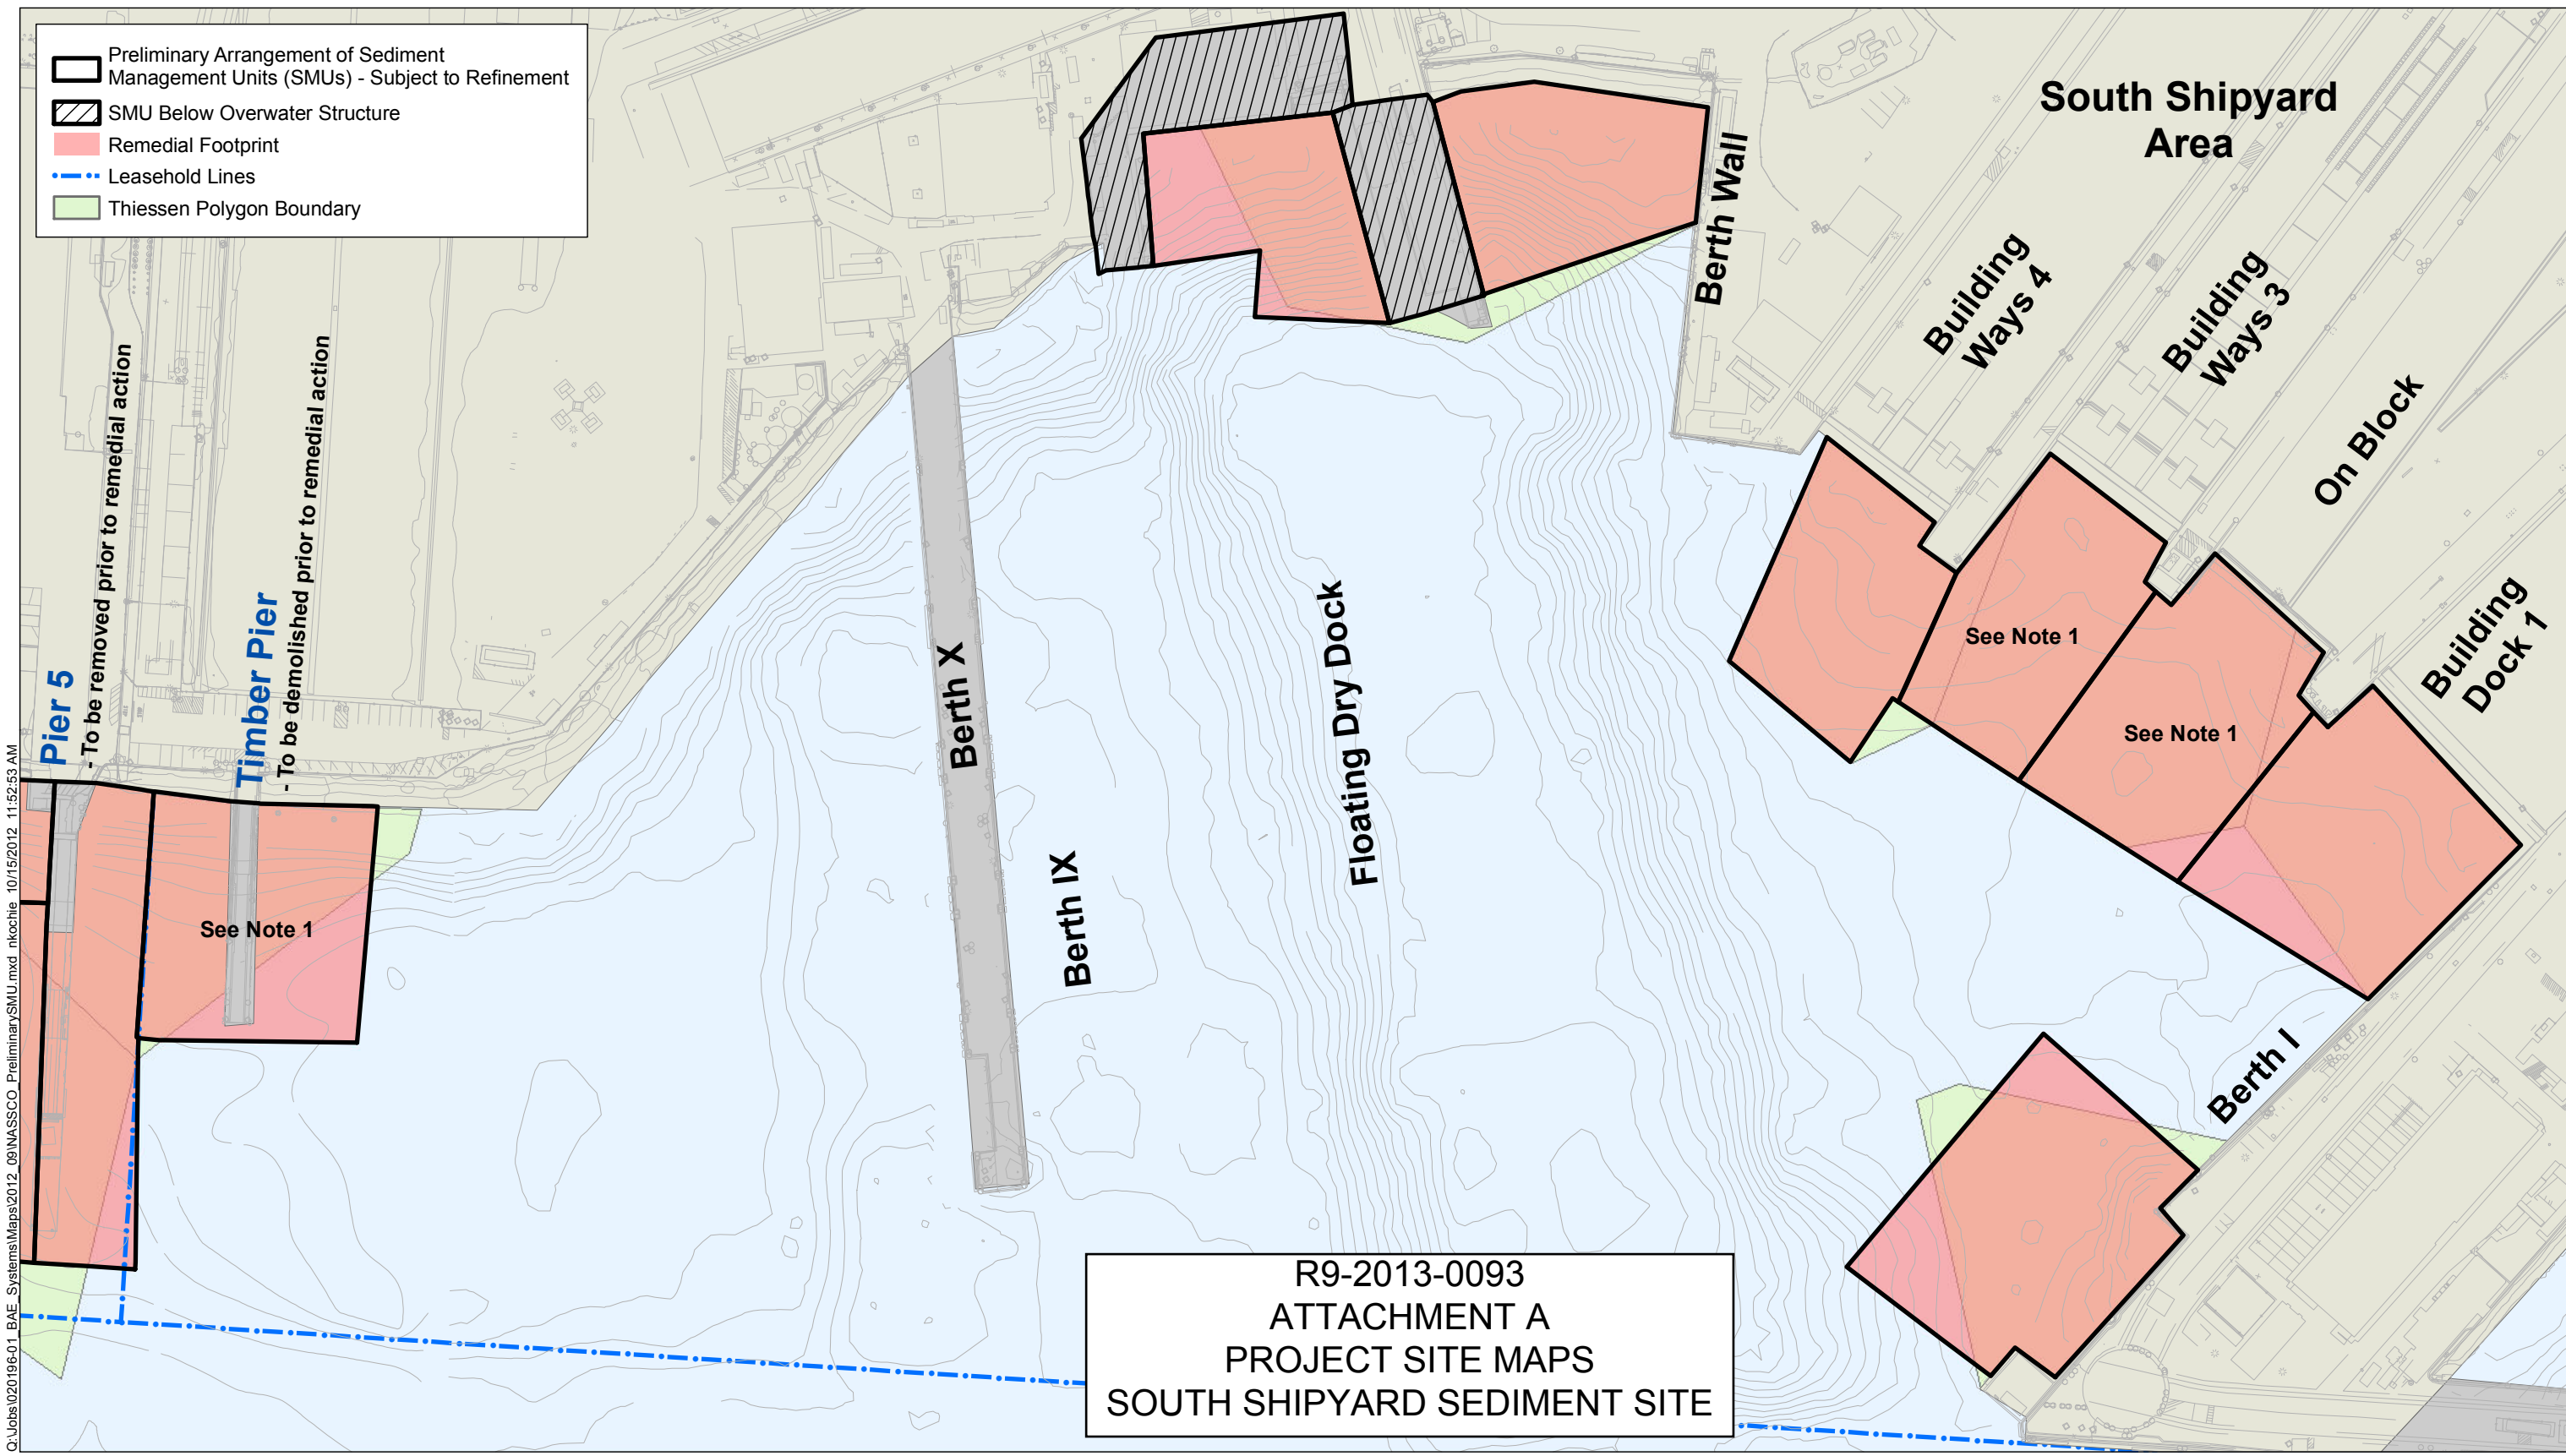 Preliminary Arrangement of Sediment
Management Units (SMUs) - Subject to Refinement
SMU Below Overwater Structure
Remedial Footprint
Leasehold Lines
Thiessen Polygon Boundary
South Shipyard
Area
Berth Wall
Building
Ways 4
Building
Ways 3
On Block
Building
Dock 1
Pier 5
- To be removed prior to remedial action
Timber Pier
- To be demolished prior to remedial action
See Note 1
Berth X
Berth IX
Floating Dry Dock
See Note 1
See Note 1
Berth I
R9-2013-0093
ATTACHMENT A
PROJECT SITE MAPS
SOUTH SHIPYARD SEDIMENT SITE
Q:\Jobs\020196-01_BAE_Systems\Maps\2012_09\NASSCO_PreliminarySMU.mxd nkochie 10/15/2012 11:52:53 AM